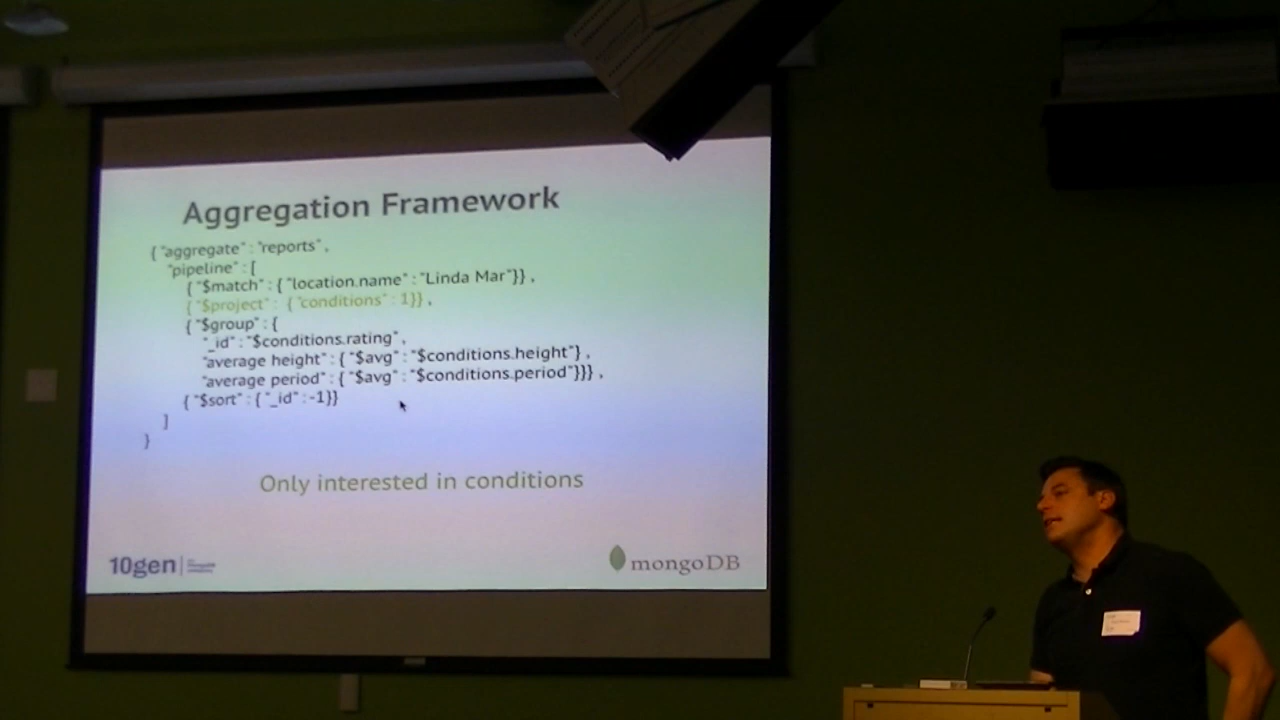 Aggregation Framework
{ "aggregate" : "reports" ,
"pipeline" : [
{ "$match" : { "location.name" : "Linda Mar"}} ,
{ "$project" : { "conditions" : 1}} ,
{ "$group" : {
"_id" : "$conditions.rating" ,
"average height" : { "$avg" : "$conditions.height"} ,
"average period" : { "$avg" : "$conditions.period"}}} ,
{ "$sort" : { "_id" : -1}}
]
}
Only interested in conditions
10gen
mongoDB